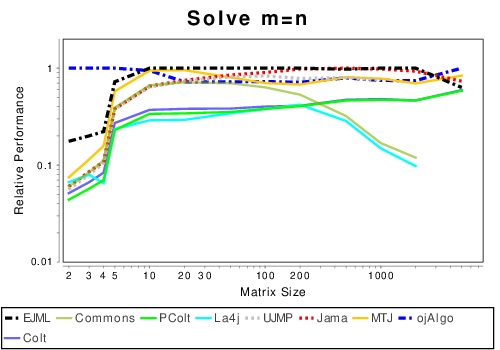 Solve m=n
Relative Performance
1
0.1
0.01
2 3 4 5 10 20 30 100 200 1000
Matrix Size
EJML Commons PColt La4j UJMP Jama MTJ ojAlgo
Colt